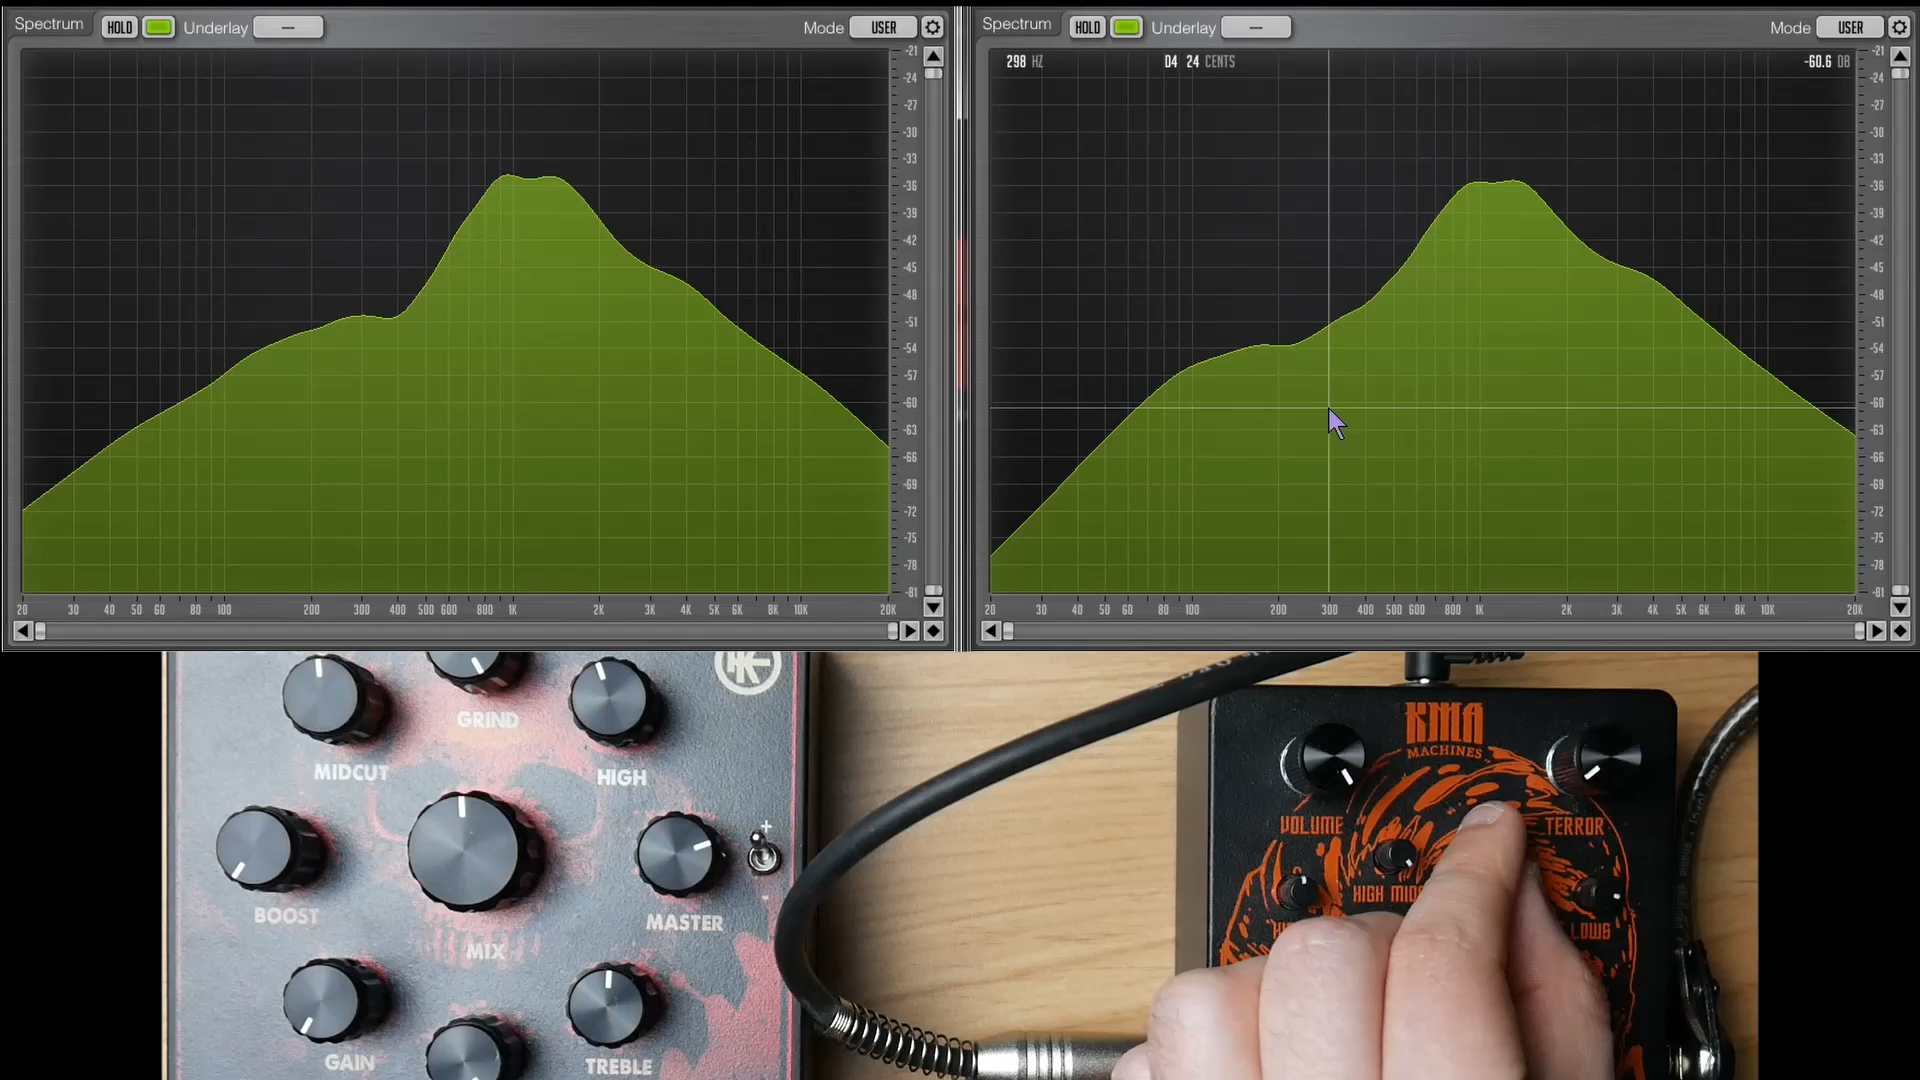 Spectrum HOLD Underlay --- Mode USER
-21
-24
-27
-30
-33
-36
-39
-42
-45
-48
-51
-54
-57
-60
-63
-66
-69
-72
-75
-78
-81
20 30 40 50 60 80 100 200 300 400 500 600 800 1K 2K 3K 4K 5K 6K 8K 10K 20K
Spectrum HOLD Underlay --- Mode USER
298 HZ D4 24 CENTS -60.6 DB
-21
-24
-27
-30
-33
-36
-39
-42
-45
-48
-51
-54
-57
-60
-63
-66
-69
-72
-75
-78
-81
20 30 40 50 60 80 100 200 300 400 500 600 800 1K 2K 3K 4K 5K 6K 8K 10K 20K
GRIND
MIDCUT
HIGH
BOOST
MIX
MASTER
+
-
GAIN
TREBLE
KMA
MACHINES
VOLUME
TERROR
HIGH MIDS
LOWS